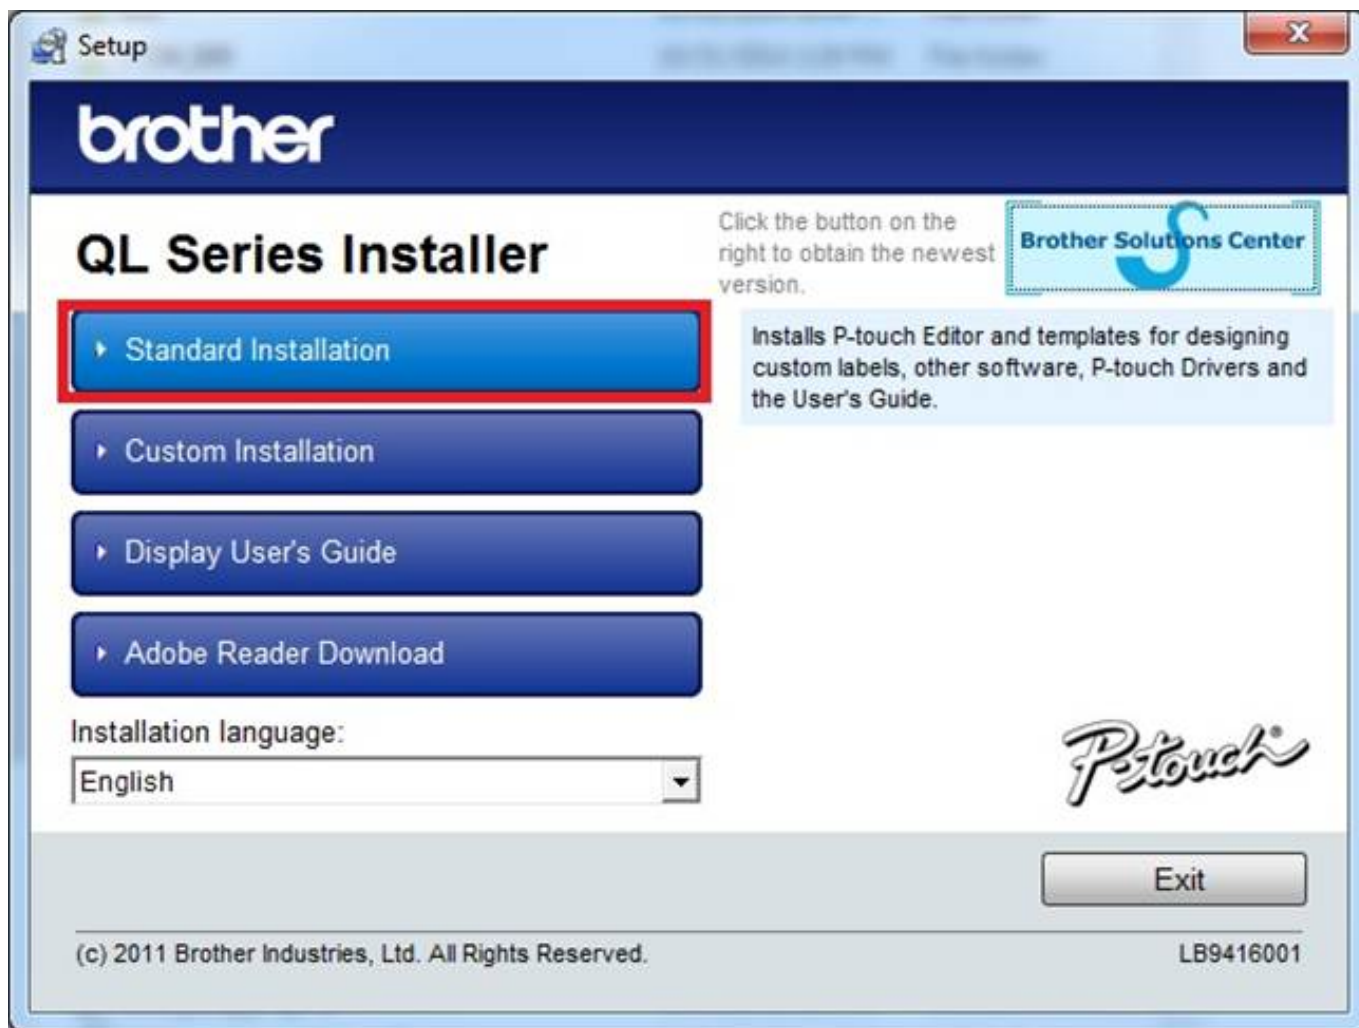 Setup
brother
QL Series Installer
Click the button on the
right to obtain the newest
version.
Brother Solutions Center
Standard Installation
Installs P-touch Editor and templates for designing
custom labels, other software, P-touch Drivers and
the User's Guide.
Custom Installation
Display User's Guide
Adobe Reader Download
Installation language:
English
P-touch
Exit
(c) 2011 Brother Industries, Ltd. All Rights Reserved.
LB9416001